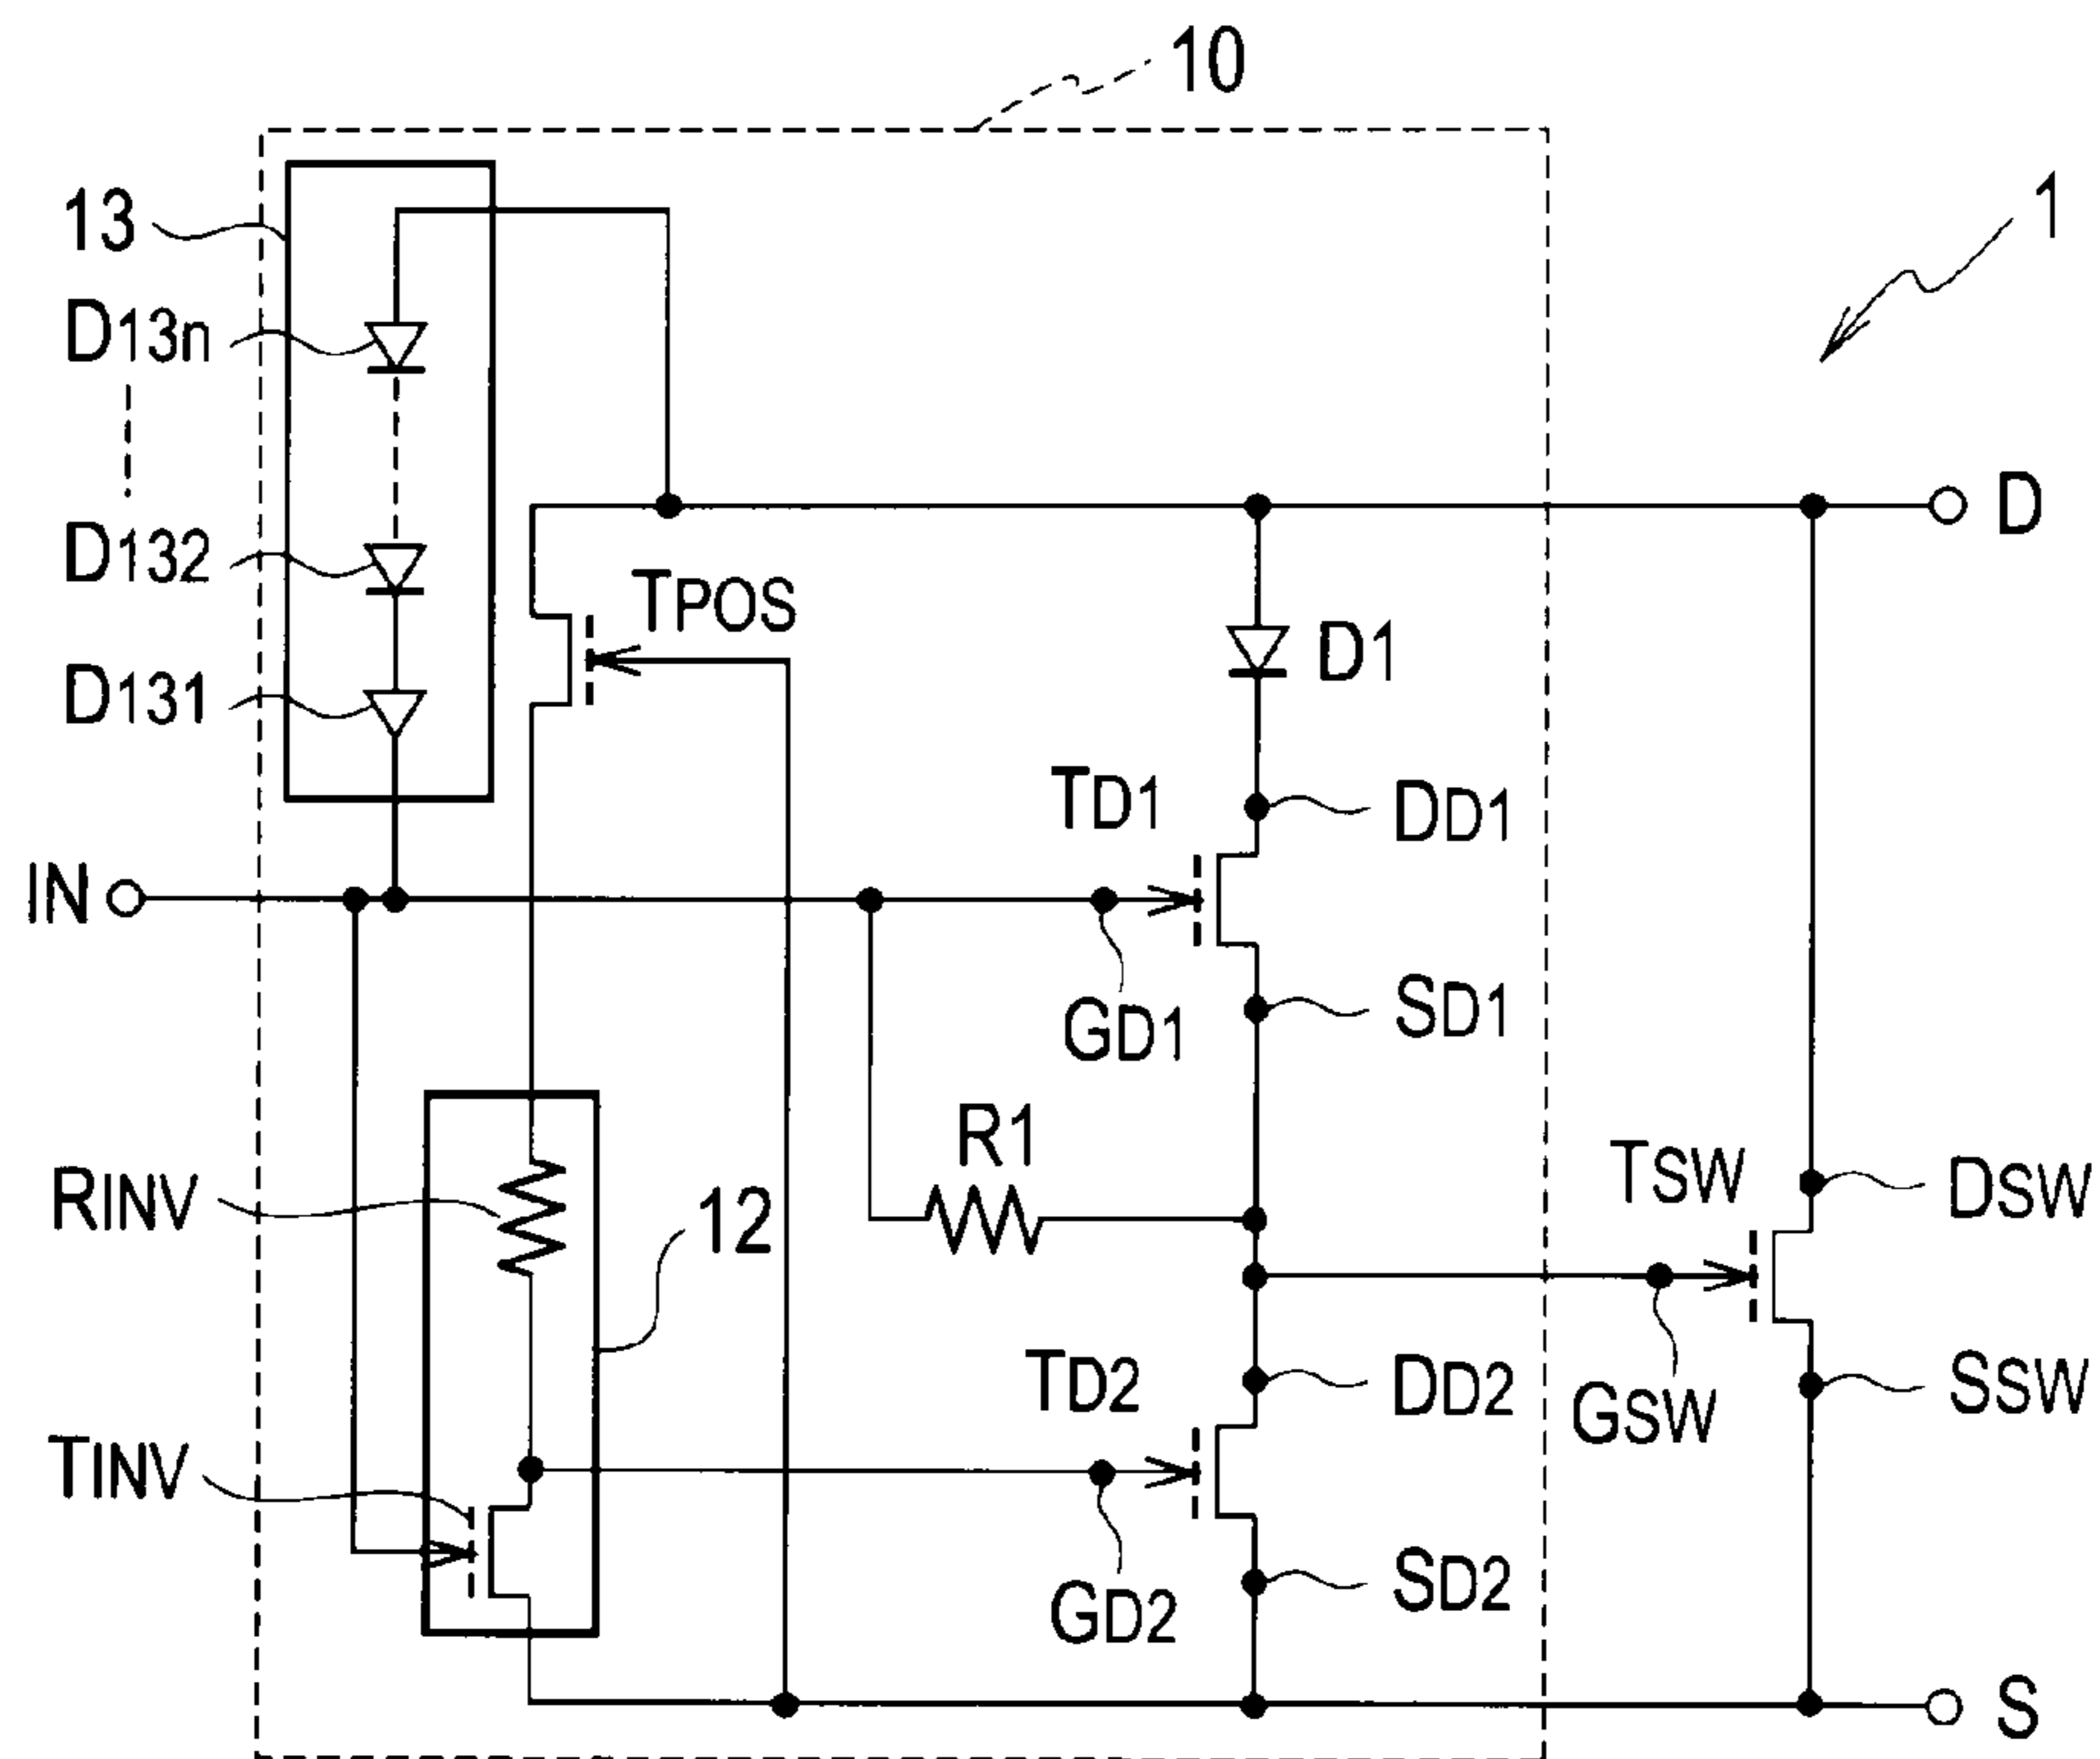 10
13
1
D13n
D
D132
TPOS
D1
D131
TD1
DD1
IN
SD1
GD1
R1
TSW
DSW
RINV
12
TD2
DD2
SSW
GSW
TINV
SD2
GD2
S